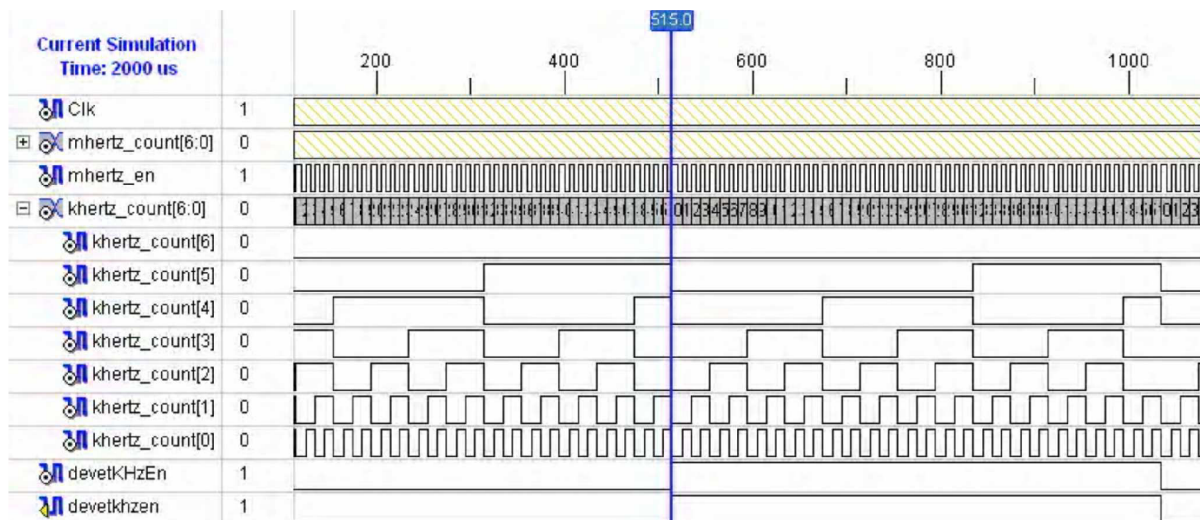 515.0
Current Simulation
Time: 2000 us
200 400 600 800 1000
Clk 1
mhertz_count[6:0] 0
mhertz_en 1
khertz_count[6:0] 0
khertz_count[6] 0
khertz_count[5] 0
khertz_count[4] 0
khertz_count[3] 0
khertz_count[2] 0
khertz_count[1] 0
khertz_count[0] 0
devetKHzEn 1
devetkhzen 1